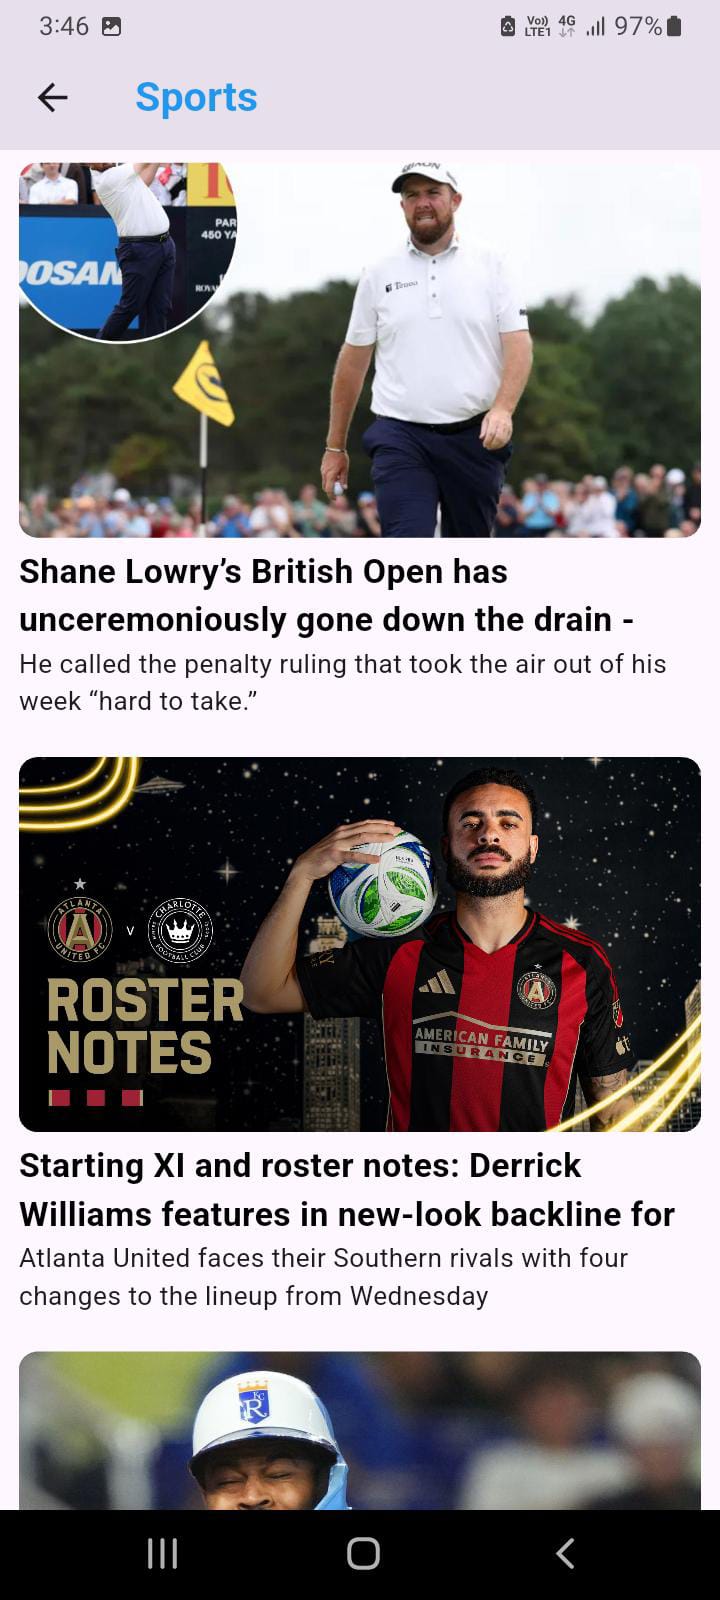 3:46
Vo))
LTE1
4G
97%
Sports
PAR
450 YA
DOSAN
ROYAL
Shane Lowry’s British Open has
unceremoniously gone down the drain -
He called the penalty ruling that took the air out of his
week “hard to take.”
ATLANTA
A
UNITED FC
v
CHARLOTTE
FOOTBALL CLUB
ROSTER
NOTES
AMERICAN FAMILY
INSURANCE
Starting XI and roster notes: Derrick
Williams features in new-look backline for
Atlanta United faces their Southern rivals with four
changes to the lineup from Wednesday
KC
R